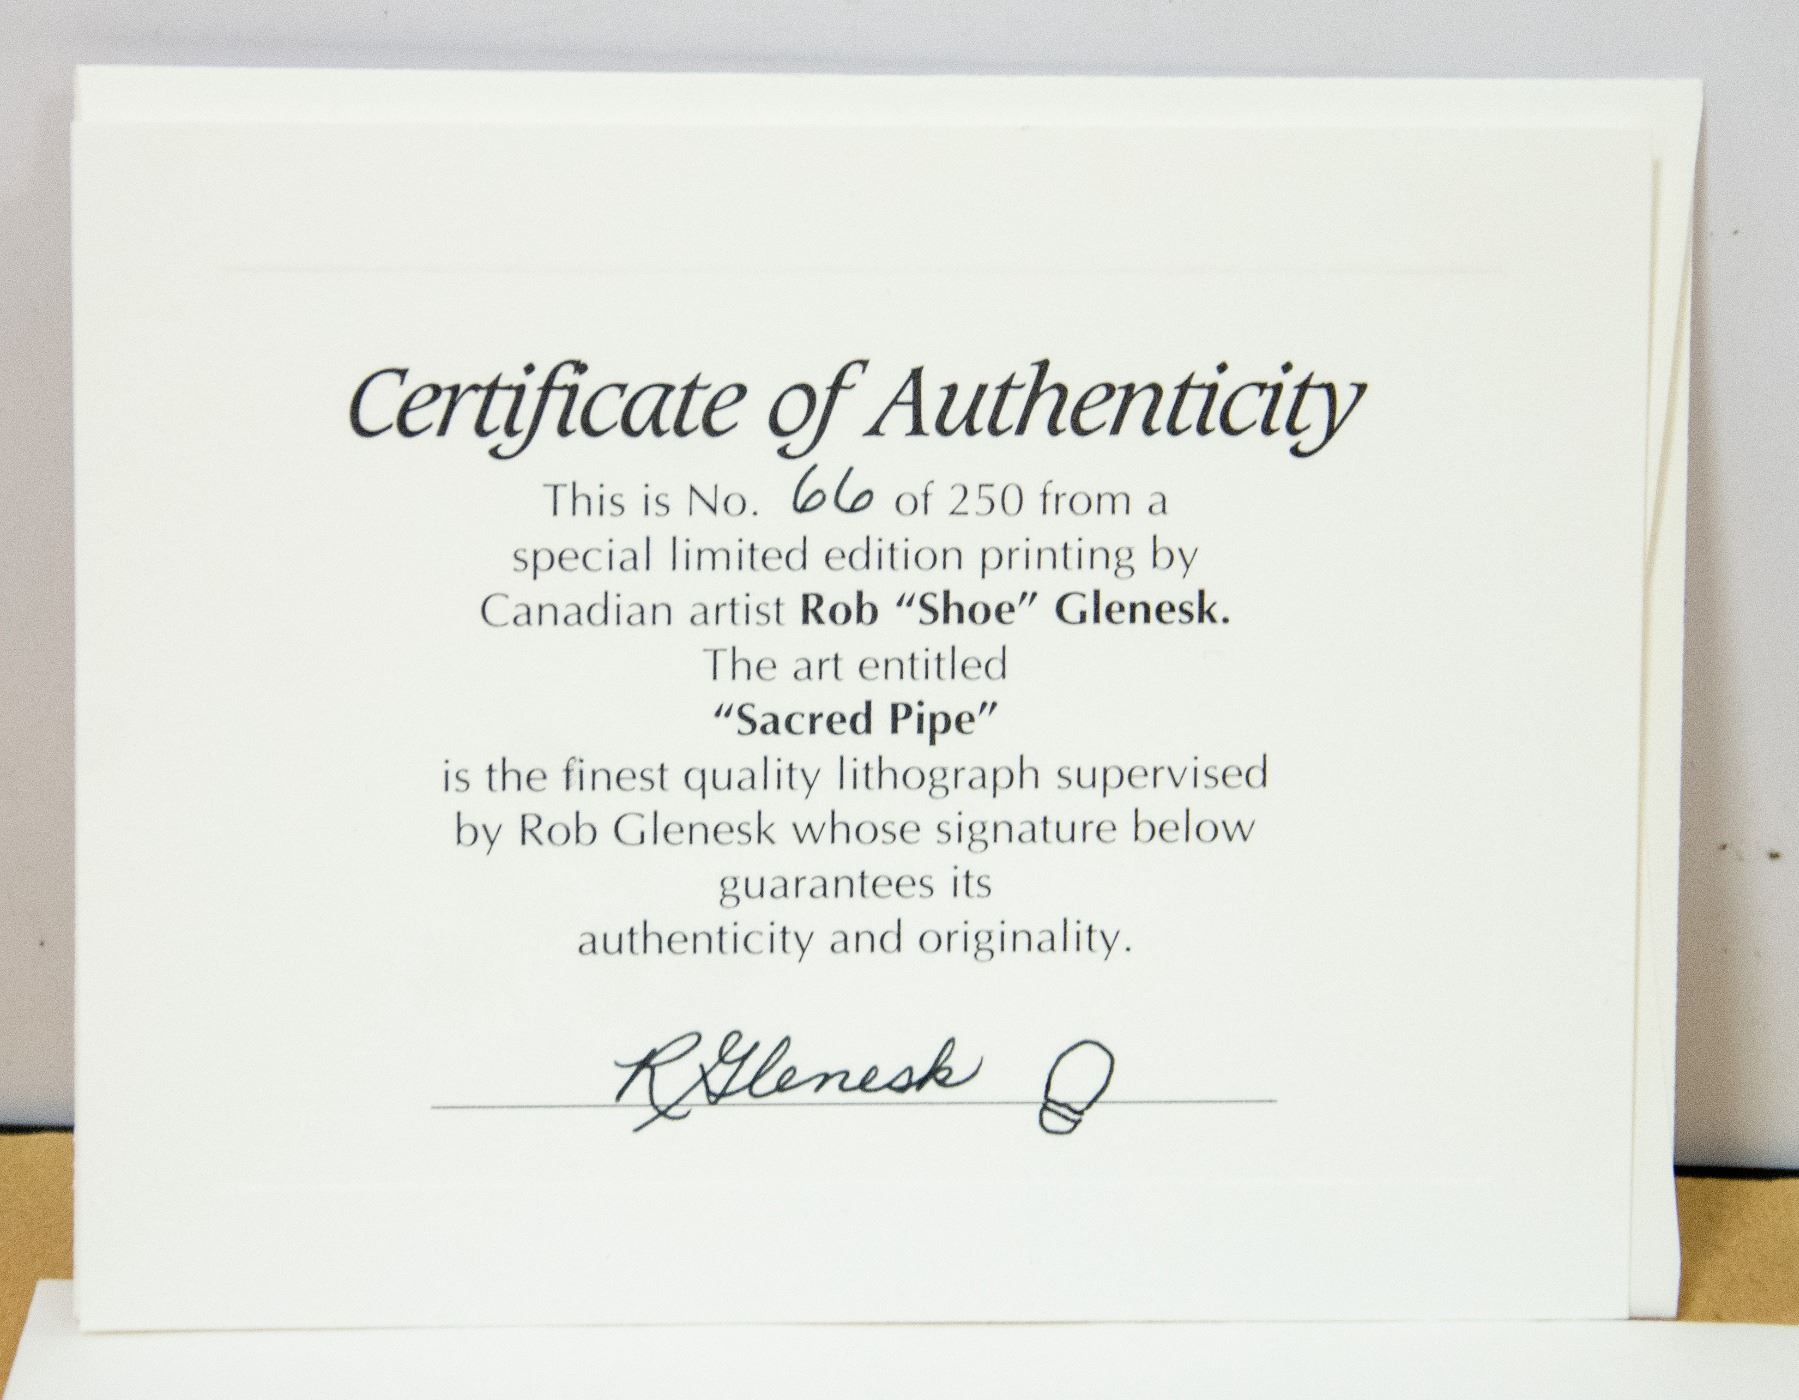 Certificate of Authenticity
This is No. 66 of 250 from a
special limited edition printing by
Canadian artist Rob “Shoe” Glenesk.
The art entitled
“Sacred Pipe”
is the finest quality lithograph supervised
by Rob Glenesk whose signature below
guarantees its
authenticity and originality.
R Glenesk